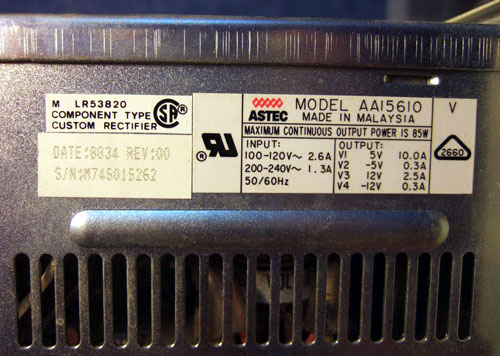 M LR53820
COMPONENT TYPE
CUSTOM RECTIFIER
SA
DATE:8834 REV:00
S/N:M745015262
ASTEC
MODEL AA15610
MADE IN MALAYSIA
MAXIMUM CONTINUOUS OUTPUT POWER IS 85W
INPUT:
100-120V~ 2.6A
200-240V~ 1.3A
50/60Hz
OUTPUT:
V1 5V 10.0A
V2 -5V 0.3A
V3 12V 2.5A
V4 -12V 0.3A
V
2660